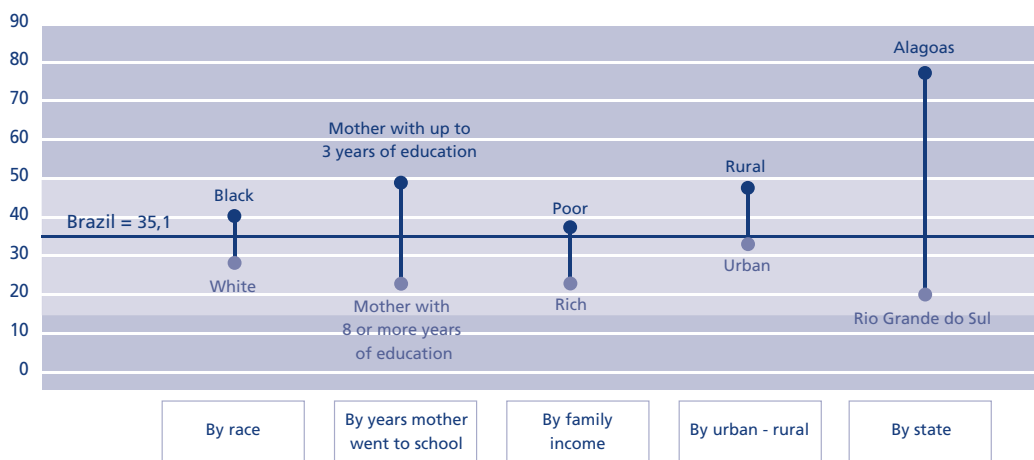 90
80
70
60
50
40
30
20
10
0
Brazil = 35,1
Black
White
Mother with up to
3 years of education
Mother with
8 or more years
of education
Poor
Rich
Rural
Urban
Alagoas
Rio Grande do Sul
By race
By years mother
went to school
By family
income
By urban - rural
By state